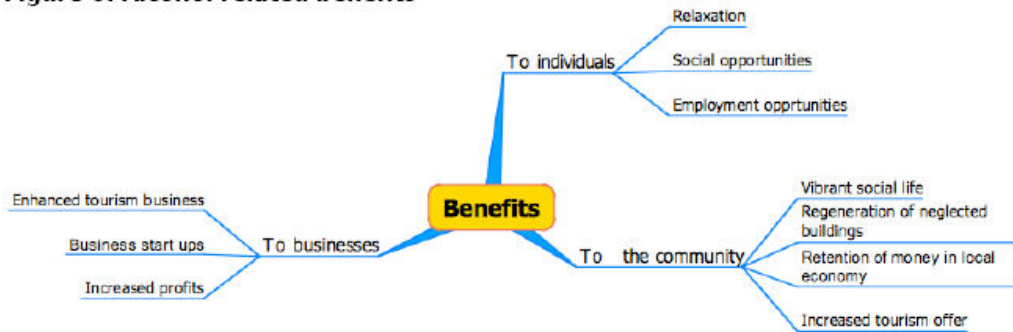 Relaxation
To individuals
Social opportunities
Employment opprtunities
Benefits
Enhanced tourism business
Business start ups
To businesses
Increased profits
To the community
Vibrant social life
Regeneration of neglected
buildings
Retention of money in local
economy
Increased tourism offer